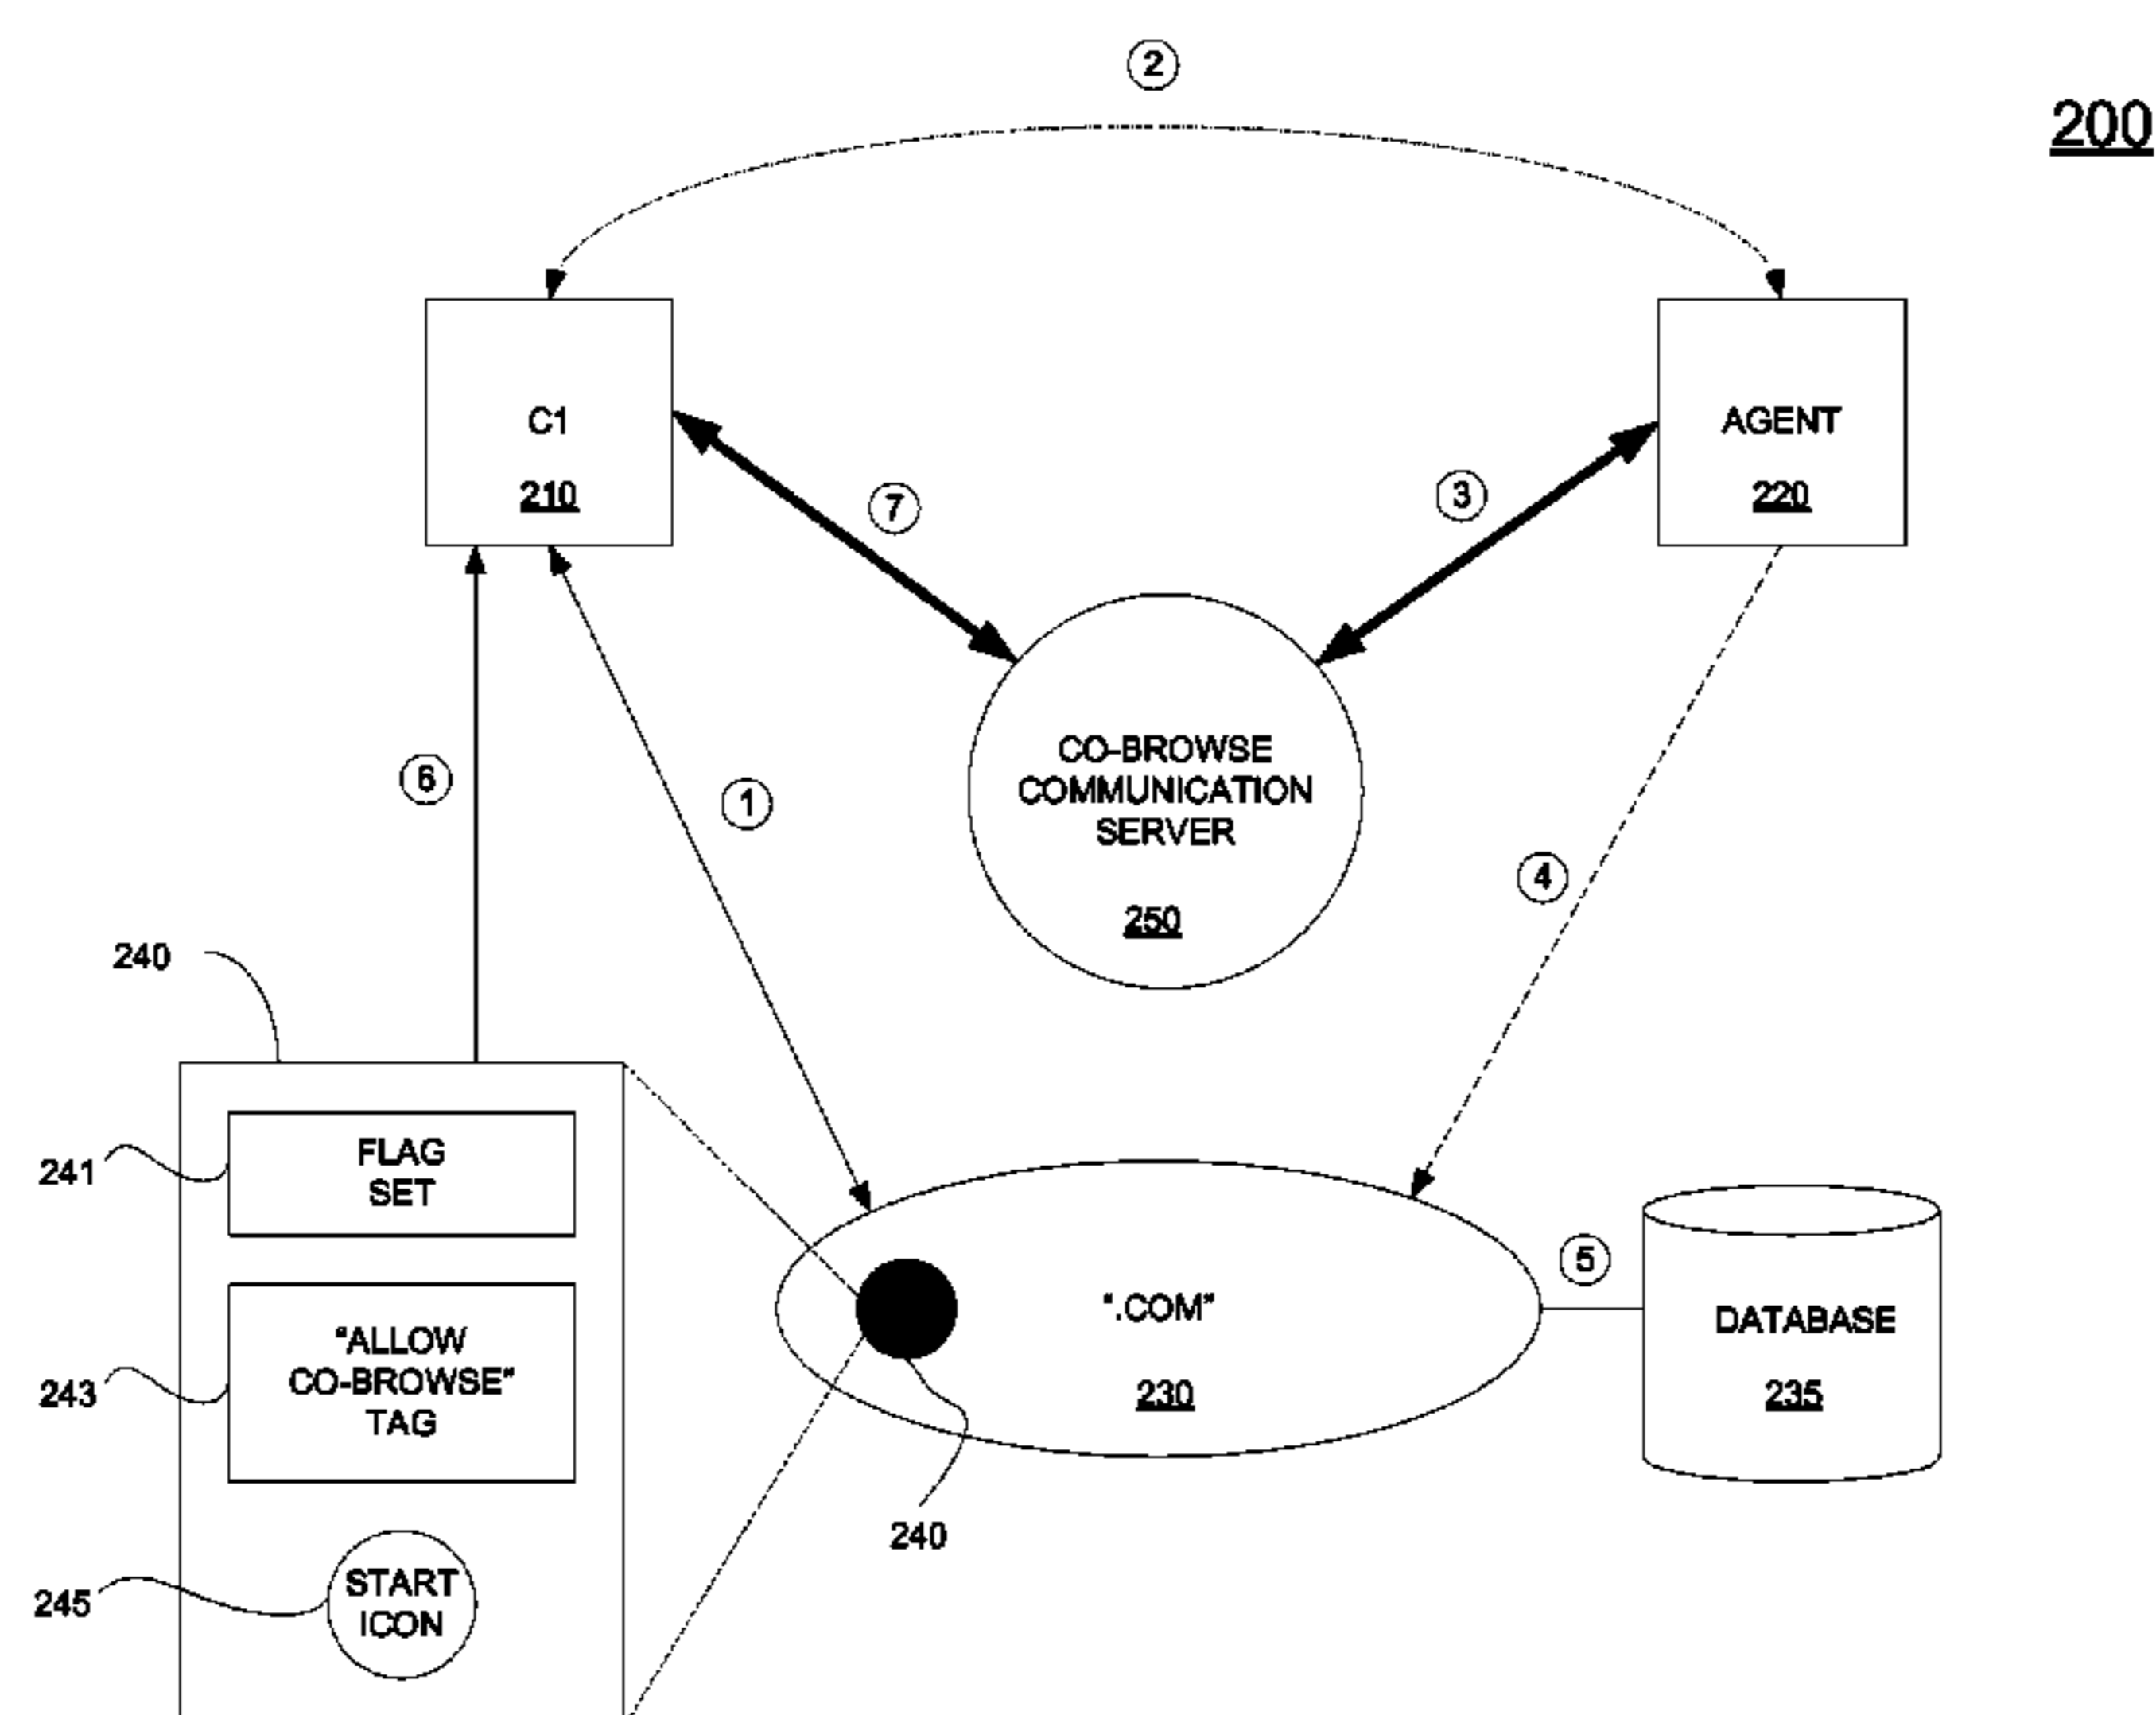 2
200
C1
210
AGENT
220
7
3
6
1
CO-BROWSE
COMMUNICATION
SERVER
250
4
240
241
FLAG
SET
243
"ALLOW
CO-BROWSE"
TAG
245
START
ICON
".COM"
230
240
5
DATABASE
235